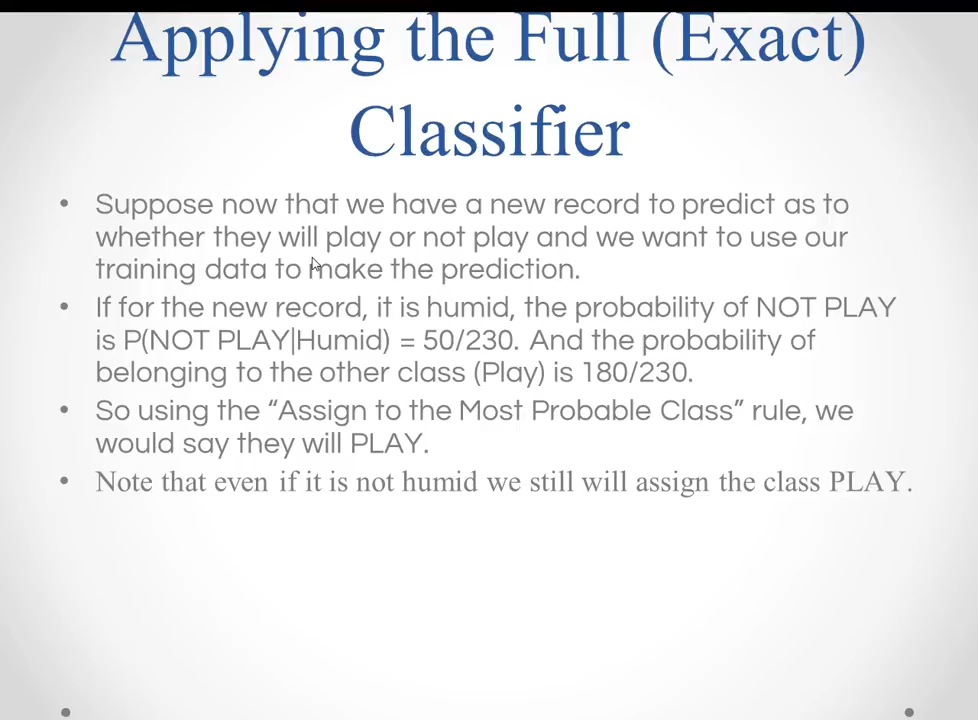 Applying the Full (Exact)
Classifier
• Suppose now that we have a new record to predict as to
whether they will play or not play and we want to use our
training data to make the prediction.
• If for the new record, it is humid, the probability of NOT PLAY
is P(NOT PLAY|Humid) = 50/230. And the probability of
belonging to the other class (Play) is 180/230.
• So using the “Assign to the Most Probable Class” rule, we
would say they will PLAY.
• Note that even if it is not humid we still will assign the class PLAY.